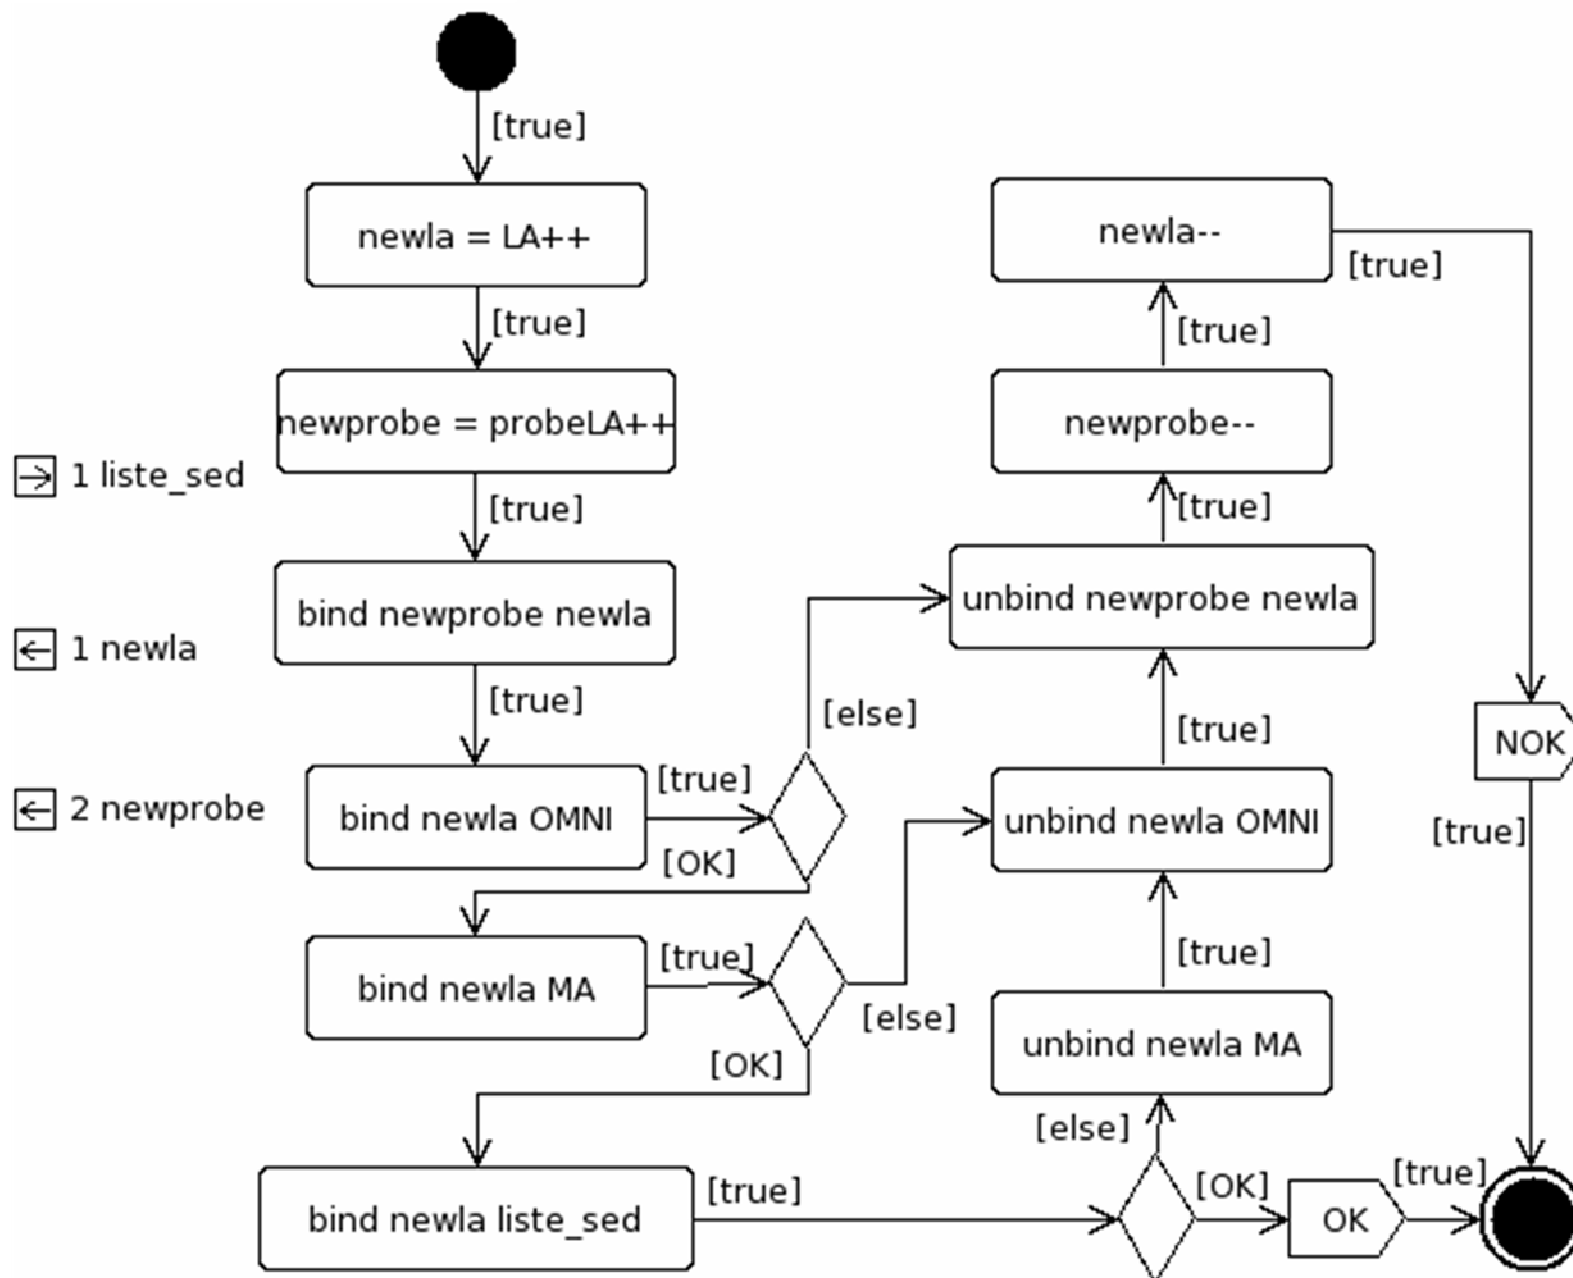 [true]
newla = LA++
[true]
newprobe = probeLA++
1 liste_sed
[true]
bind newprobe newla
1 newla
[true]
2 newprobe
bind newla OMNI
[true]
[else]
[OK]
bind newla MA
[true]
[else]
[OK]
bind newla liste_sed
[true]
newla--
[true]
[true]
newprobe--
[true]
unbind newprobe newla
[true]
unbind newla OMNI
[true]
unbind newla MA
[else]
[OK]
OK
[true]
NOK
[true]